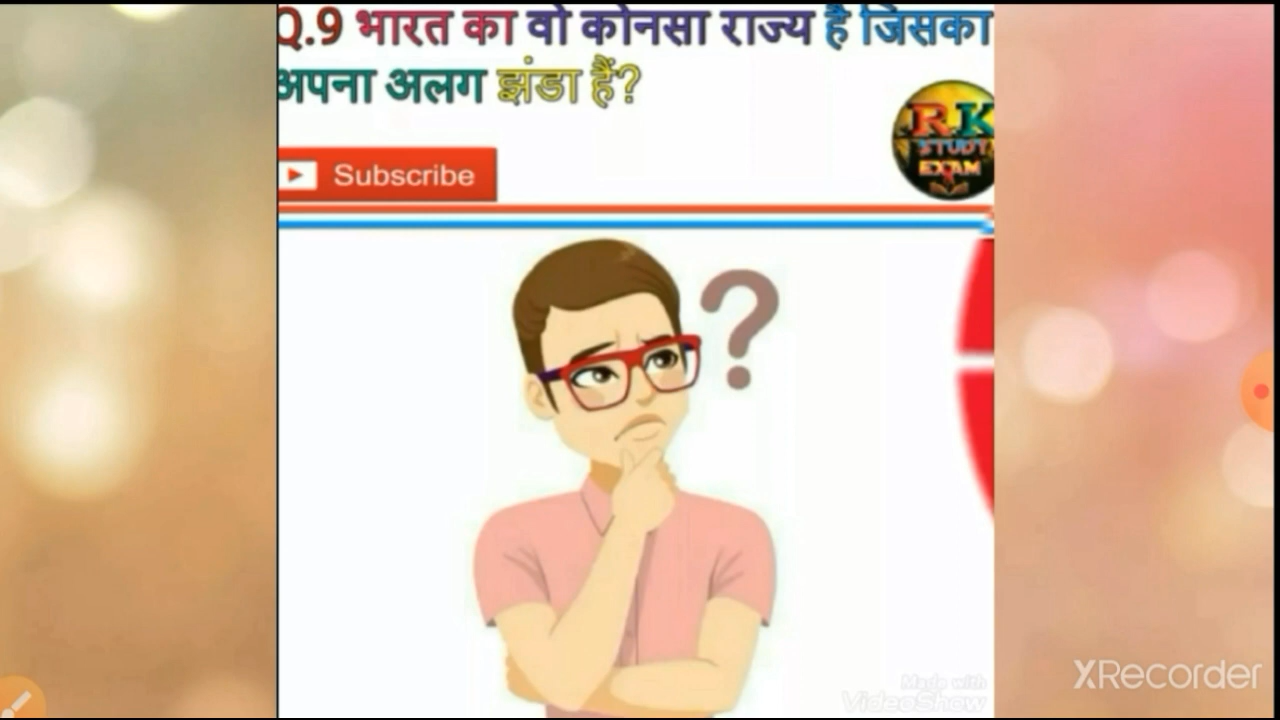 Q.9 भारत का वो कोनसा राज्य है जिसका
अपना अलग झंडा हैं?
RK
STUDY
EXAM
Subscribe
?
Made with
VideoShow
XRecorder